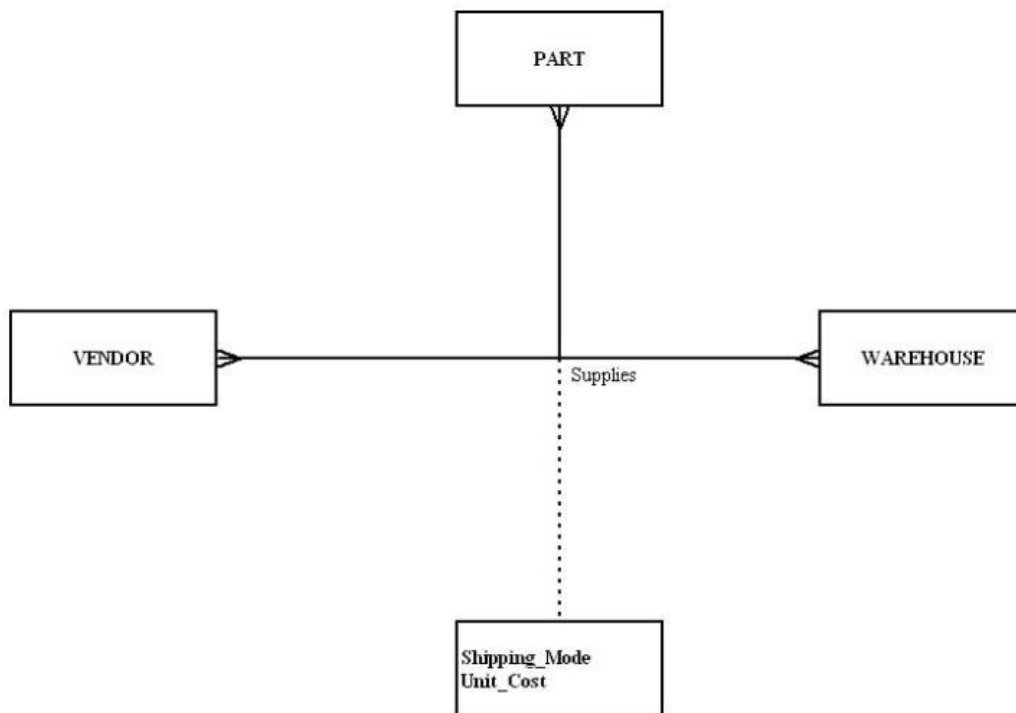 PART
VENDOR
WAREHOUSE
Supplies
Shipping_Mode
Unit_Cost